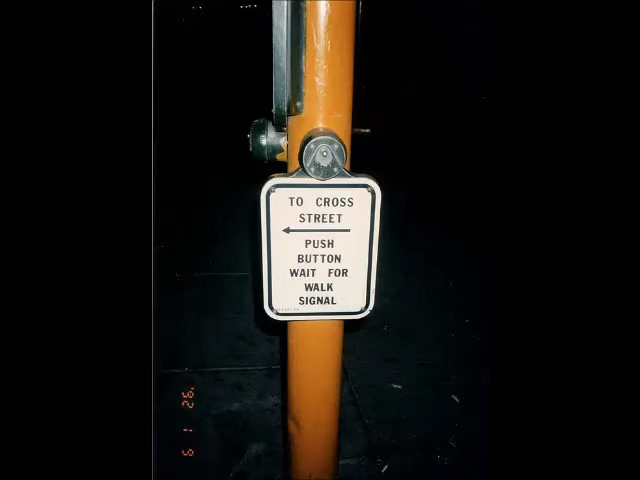 TO CROSS
STREET
PUSH
BUTTON
WAIT FOR
WALK
SIGNAL
5 1 '92